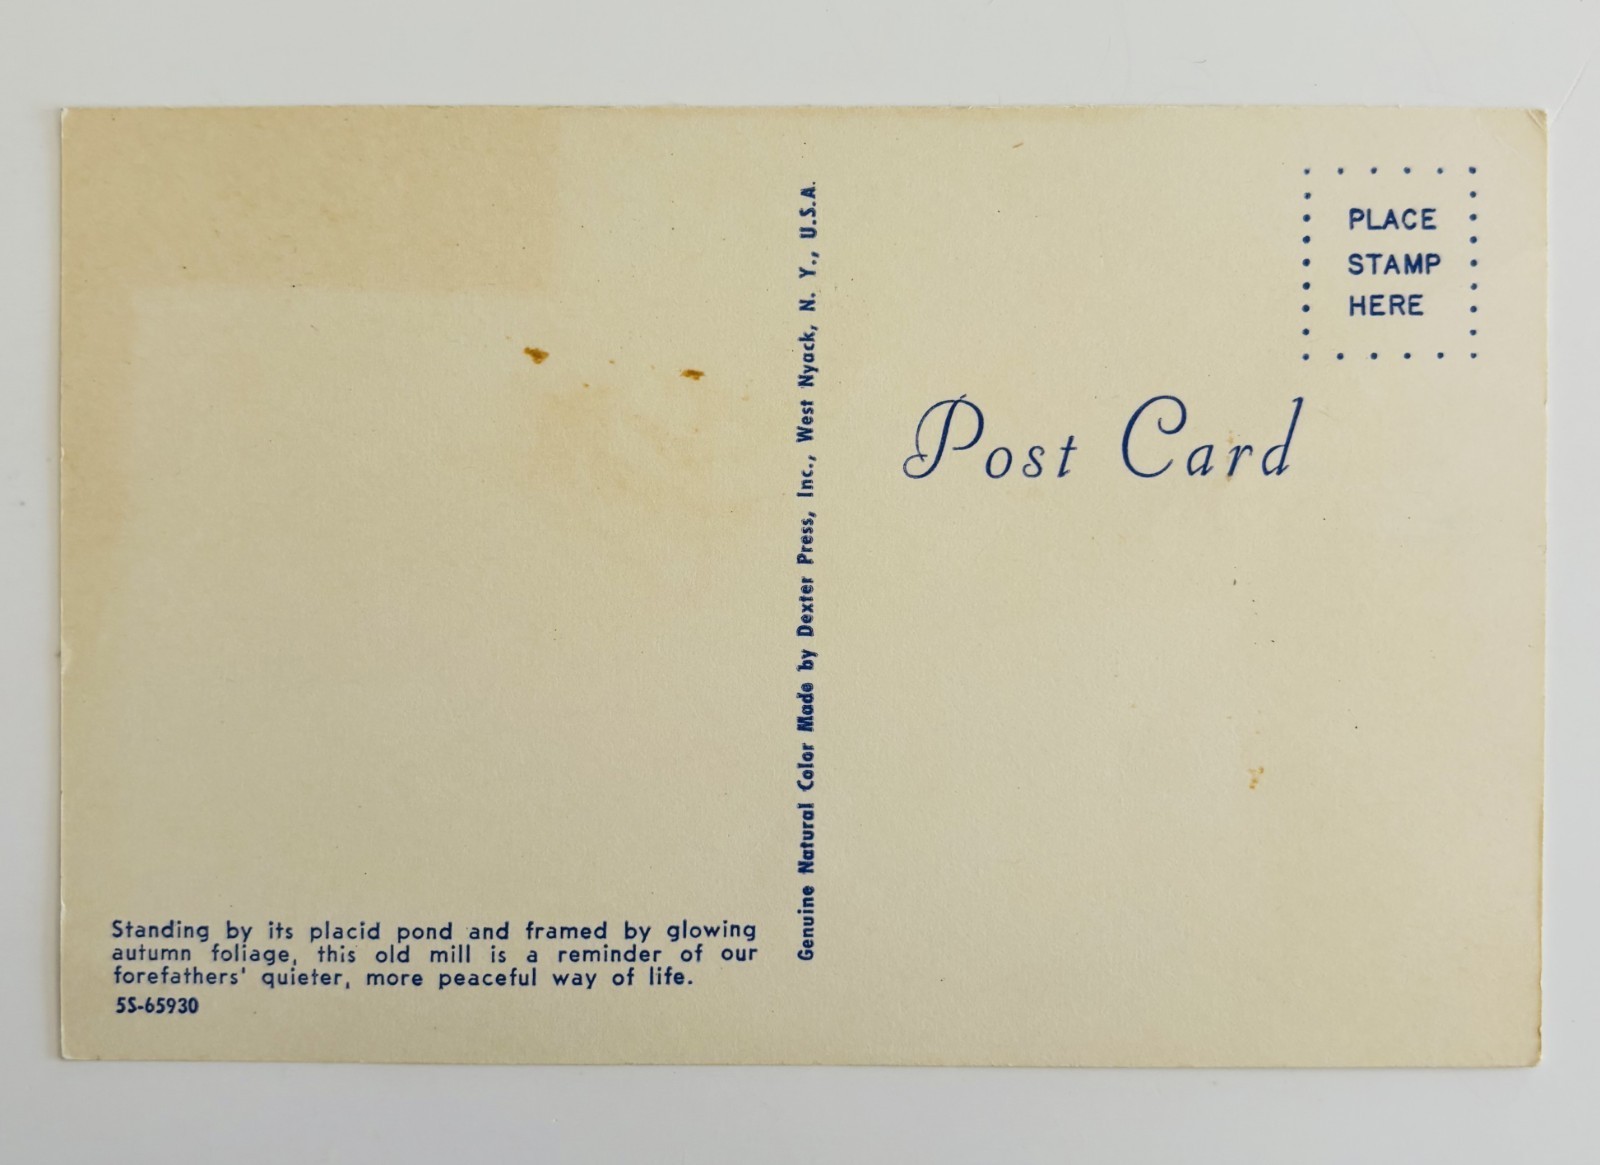 Standing by its placid pond and framed by glowing
autumn foliage, this old mill is a reminder of our
forefathers' quieter, more peaceful way of life.
5S-65930
Genuine Natural Color Made by Dexter Press, Inc., West Nyack, N. Y., U.S.A.
PLACE
STAMP
HERE
Post Card